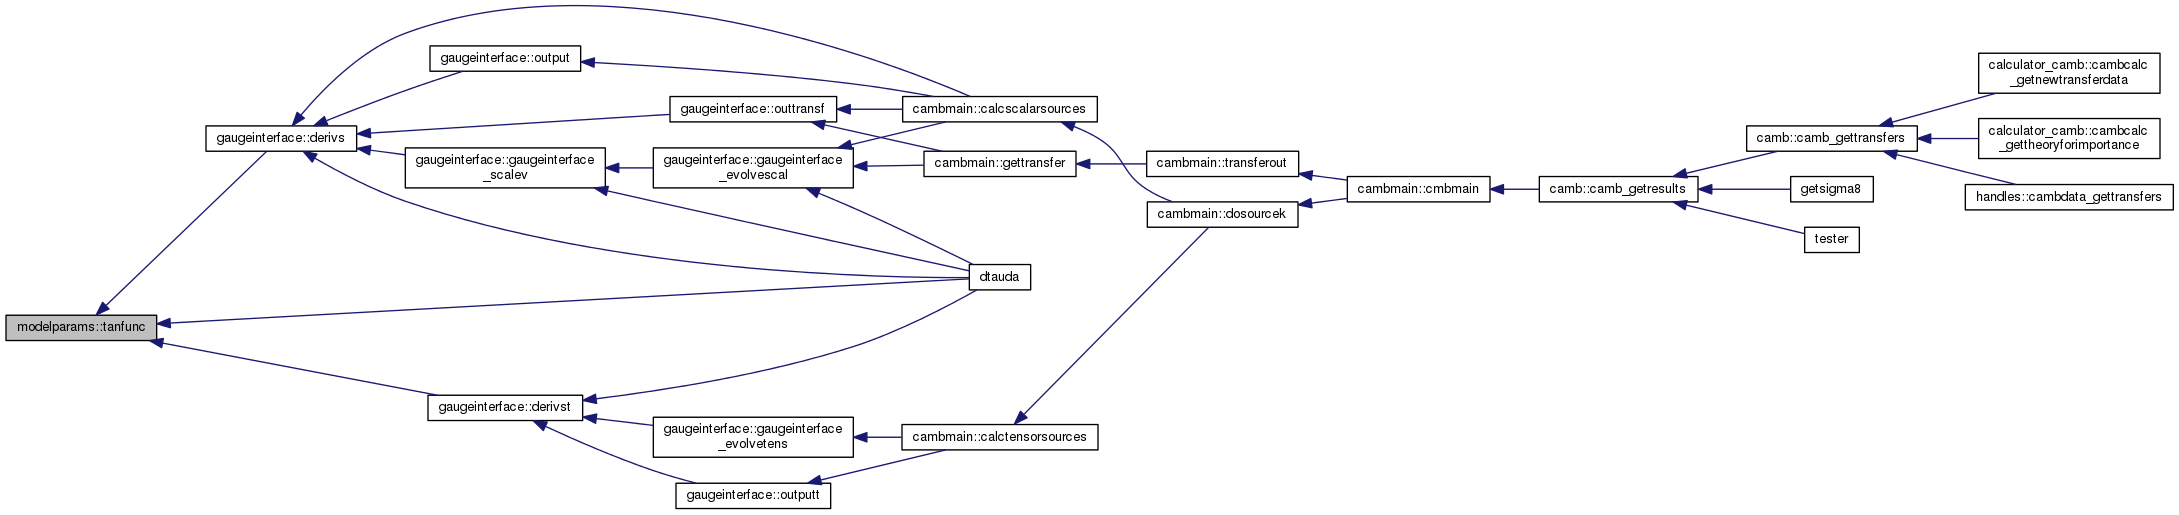 modelparams::tanfunc
gaugeinterface::derivs
gaugeinterface::output
gaugeinterface::outtransf
gaugeinterface::gaugeinterface
_scalev
gaugeinterface::gaugeinterface
_evolvescal
cambmain::calcscalarsources
cambmain::gettransfer
dtauda
gaugeinterface::derivst
gaugeinterface::gaugeinterface
_evolvetens
gaugeinterface::outputt
cambmain::calctensorsources
cambmain::transferout
cambmain::dosourcek
cambmain::cmbmain
camb::camb_getresults
camb::camb_gettransfers
getsigma8
tester
calculator_camb::cambcalc
_getnewtransferdata
calculator_camb::cambcalc
_gettheoryforimportance
handles::cambdata_gettransfers